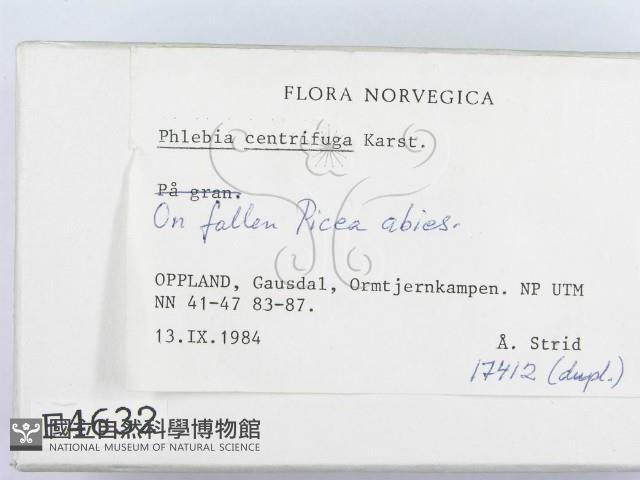 FLORA NORVEGICA
Phlebia centrifuga Karst.
På gran.
On fallen Picea abies.
OPPLAND, Gausdal, Ormtjernkampen. NP UTM
NN 41-47 83-87.
13.IX.1984
Å. Strid
17412 (dupl.)
F4632
國立自然科學博物館
NATIONAL MUSEUM OF NATURAL SCIENCE